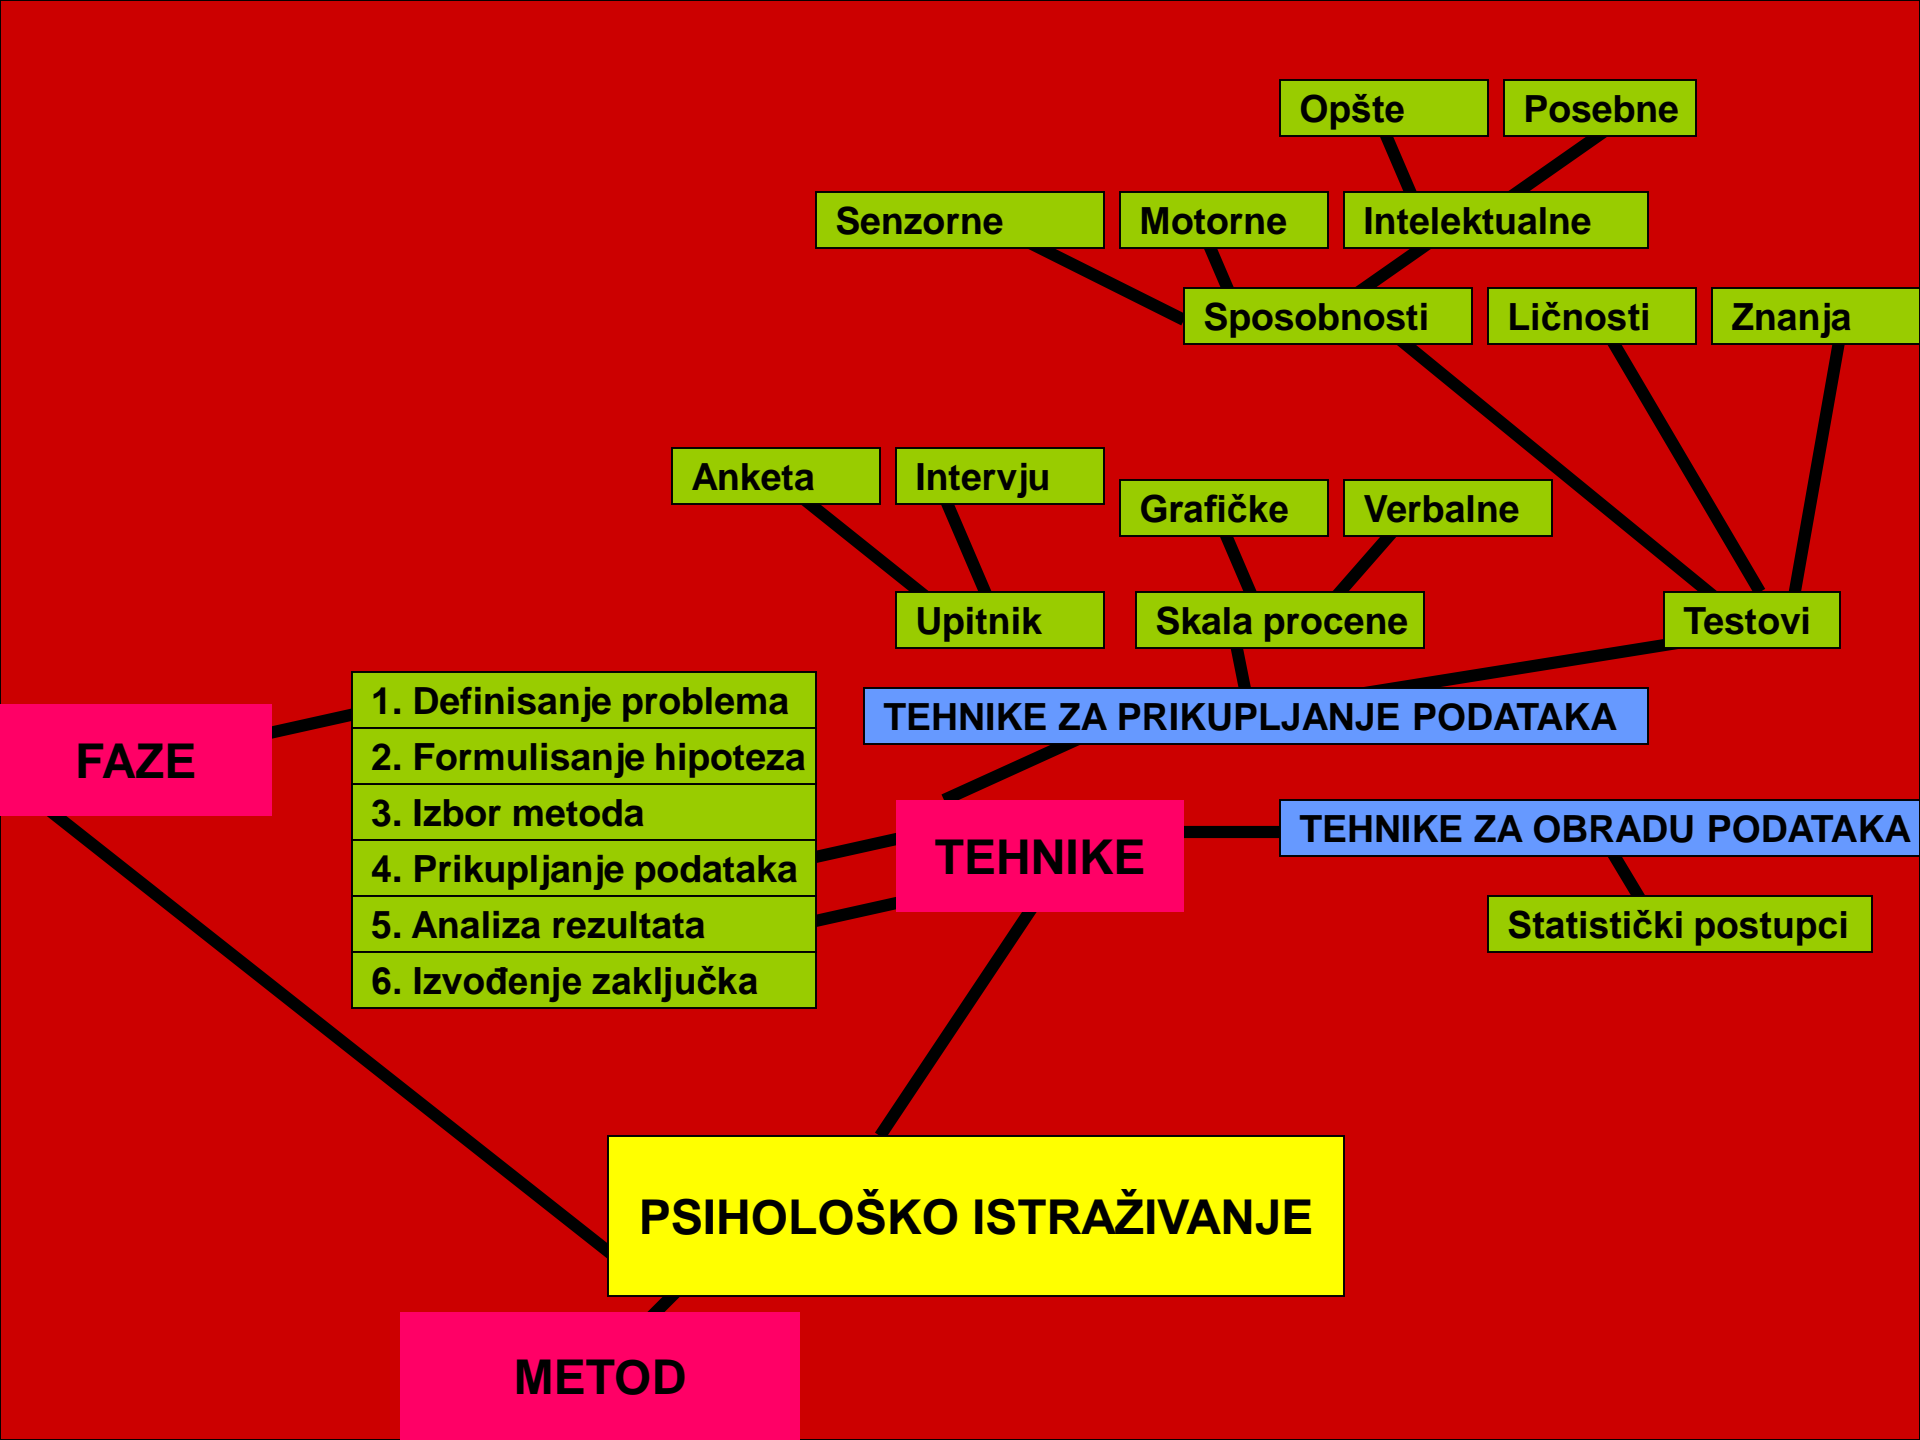 Opšte
Posebne
Senzorne
Motorne
Intelektualne
Sposobnosti
Ličnosti
Znanja
Anketa
Intervju
Grafičke
Verbalne
Upitnik
Skala procene
Testovi
1. Definisanje problema
2. Formulisanje hipoteza
3. Izbor metoda
4. Prikupljanje podataka
5. Analiza rezultata
6. Izvođenje zaključka
FAZE
TEHNIKE ZA PRIKUPLJANJE PODATAKA
TEHNIKE
TEHNIKE ZA OBRADU PODATAKA
Statistički postupci
PSIHOLOŠKO ISTRAŽIVANJE
METOD